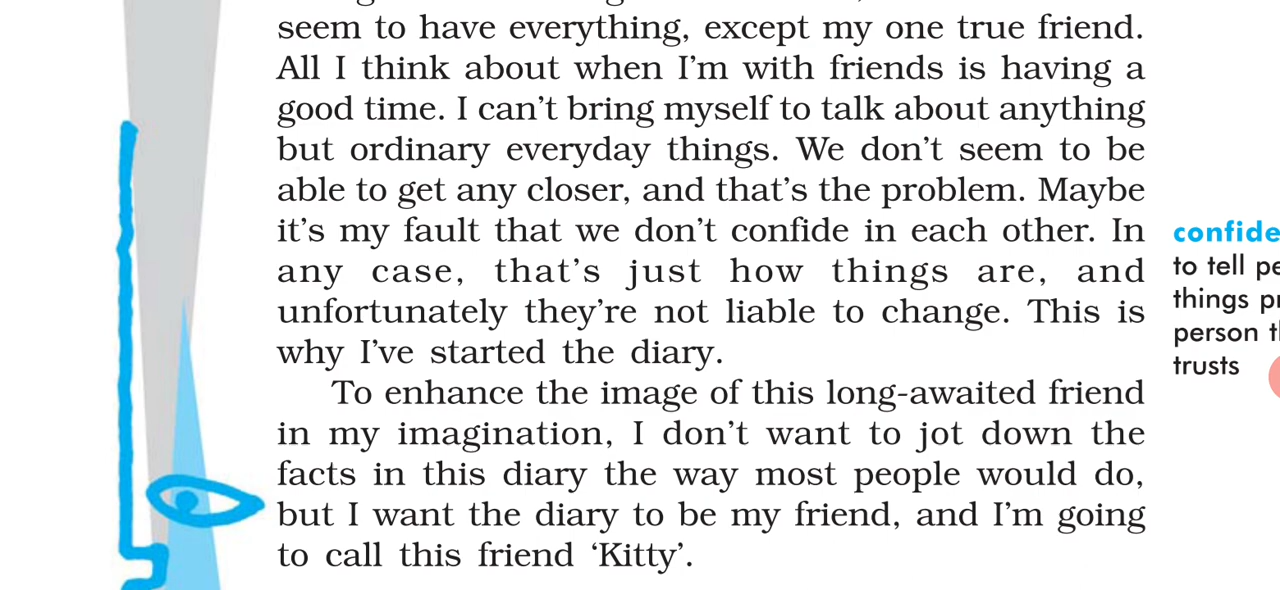 seem to have everything, except my one true friend.
All I think about when I'm with friends is having a
good time. I can't bring myself to talk about anything
but ordinary everyday things. We don't seem to be
able to get any closer, and that's the problem. Maybe
it's my fault that we don't confide in each other. In
any case, that's just how things are, and
unfortunately they're not liable to change. This is
why I've started the diary.
To enhance the image of this long-awaited friend
in my imagination, I don't want to jot down the
facts in this diary the way most people would do,
but I want the diary to be my friend, and I'm going
to call this friend ‘Kitty’.
confide
to tell
things
person
trusts